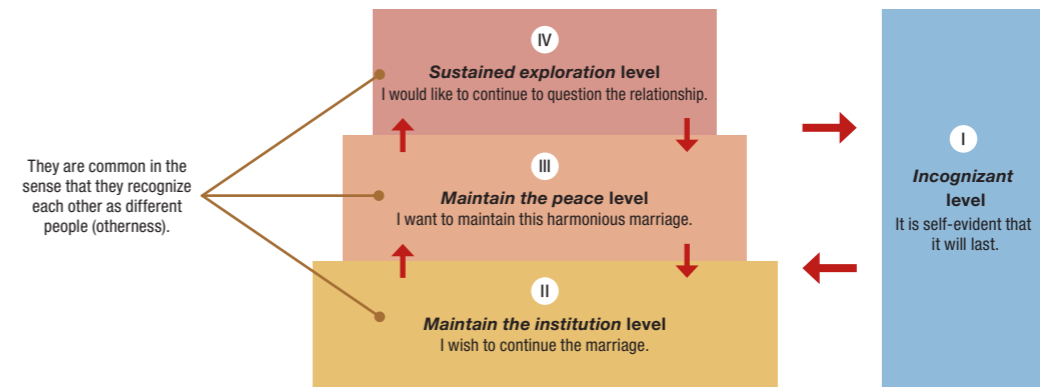 IV
Sustained exploration level
I would like to continue to question the relationship.
They are common in the
sense that they recognize
each other as different
people (otherness).
III
Maintain the peace level
I want to maintain this harmonious marriage.
II
Maintain the institution level
I wish to continue the marriage.
I
Incognizant
level
It is self-evident that
it will last.